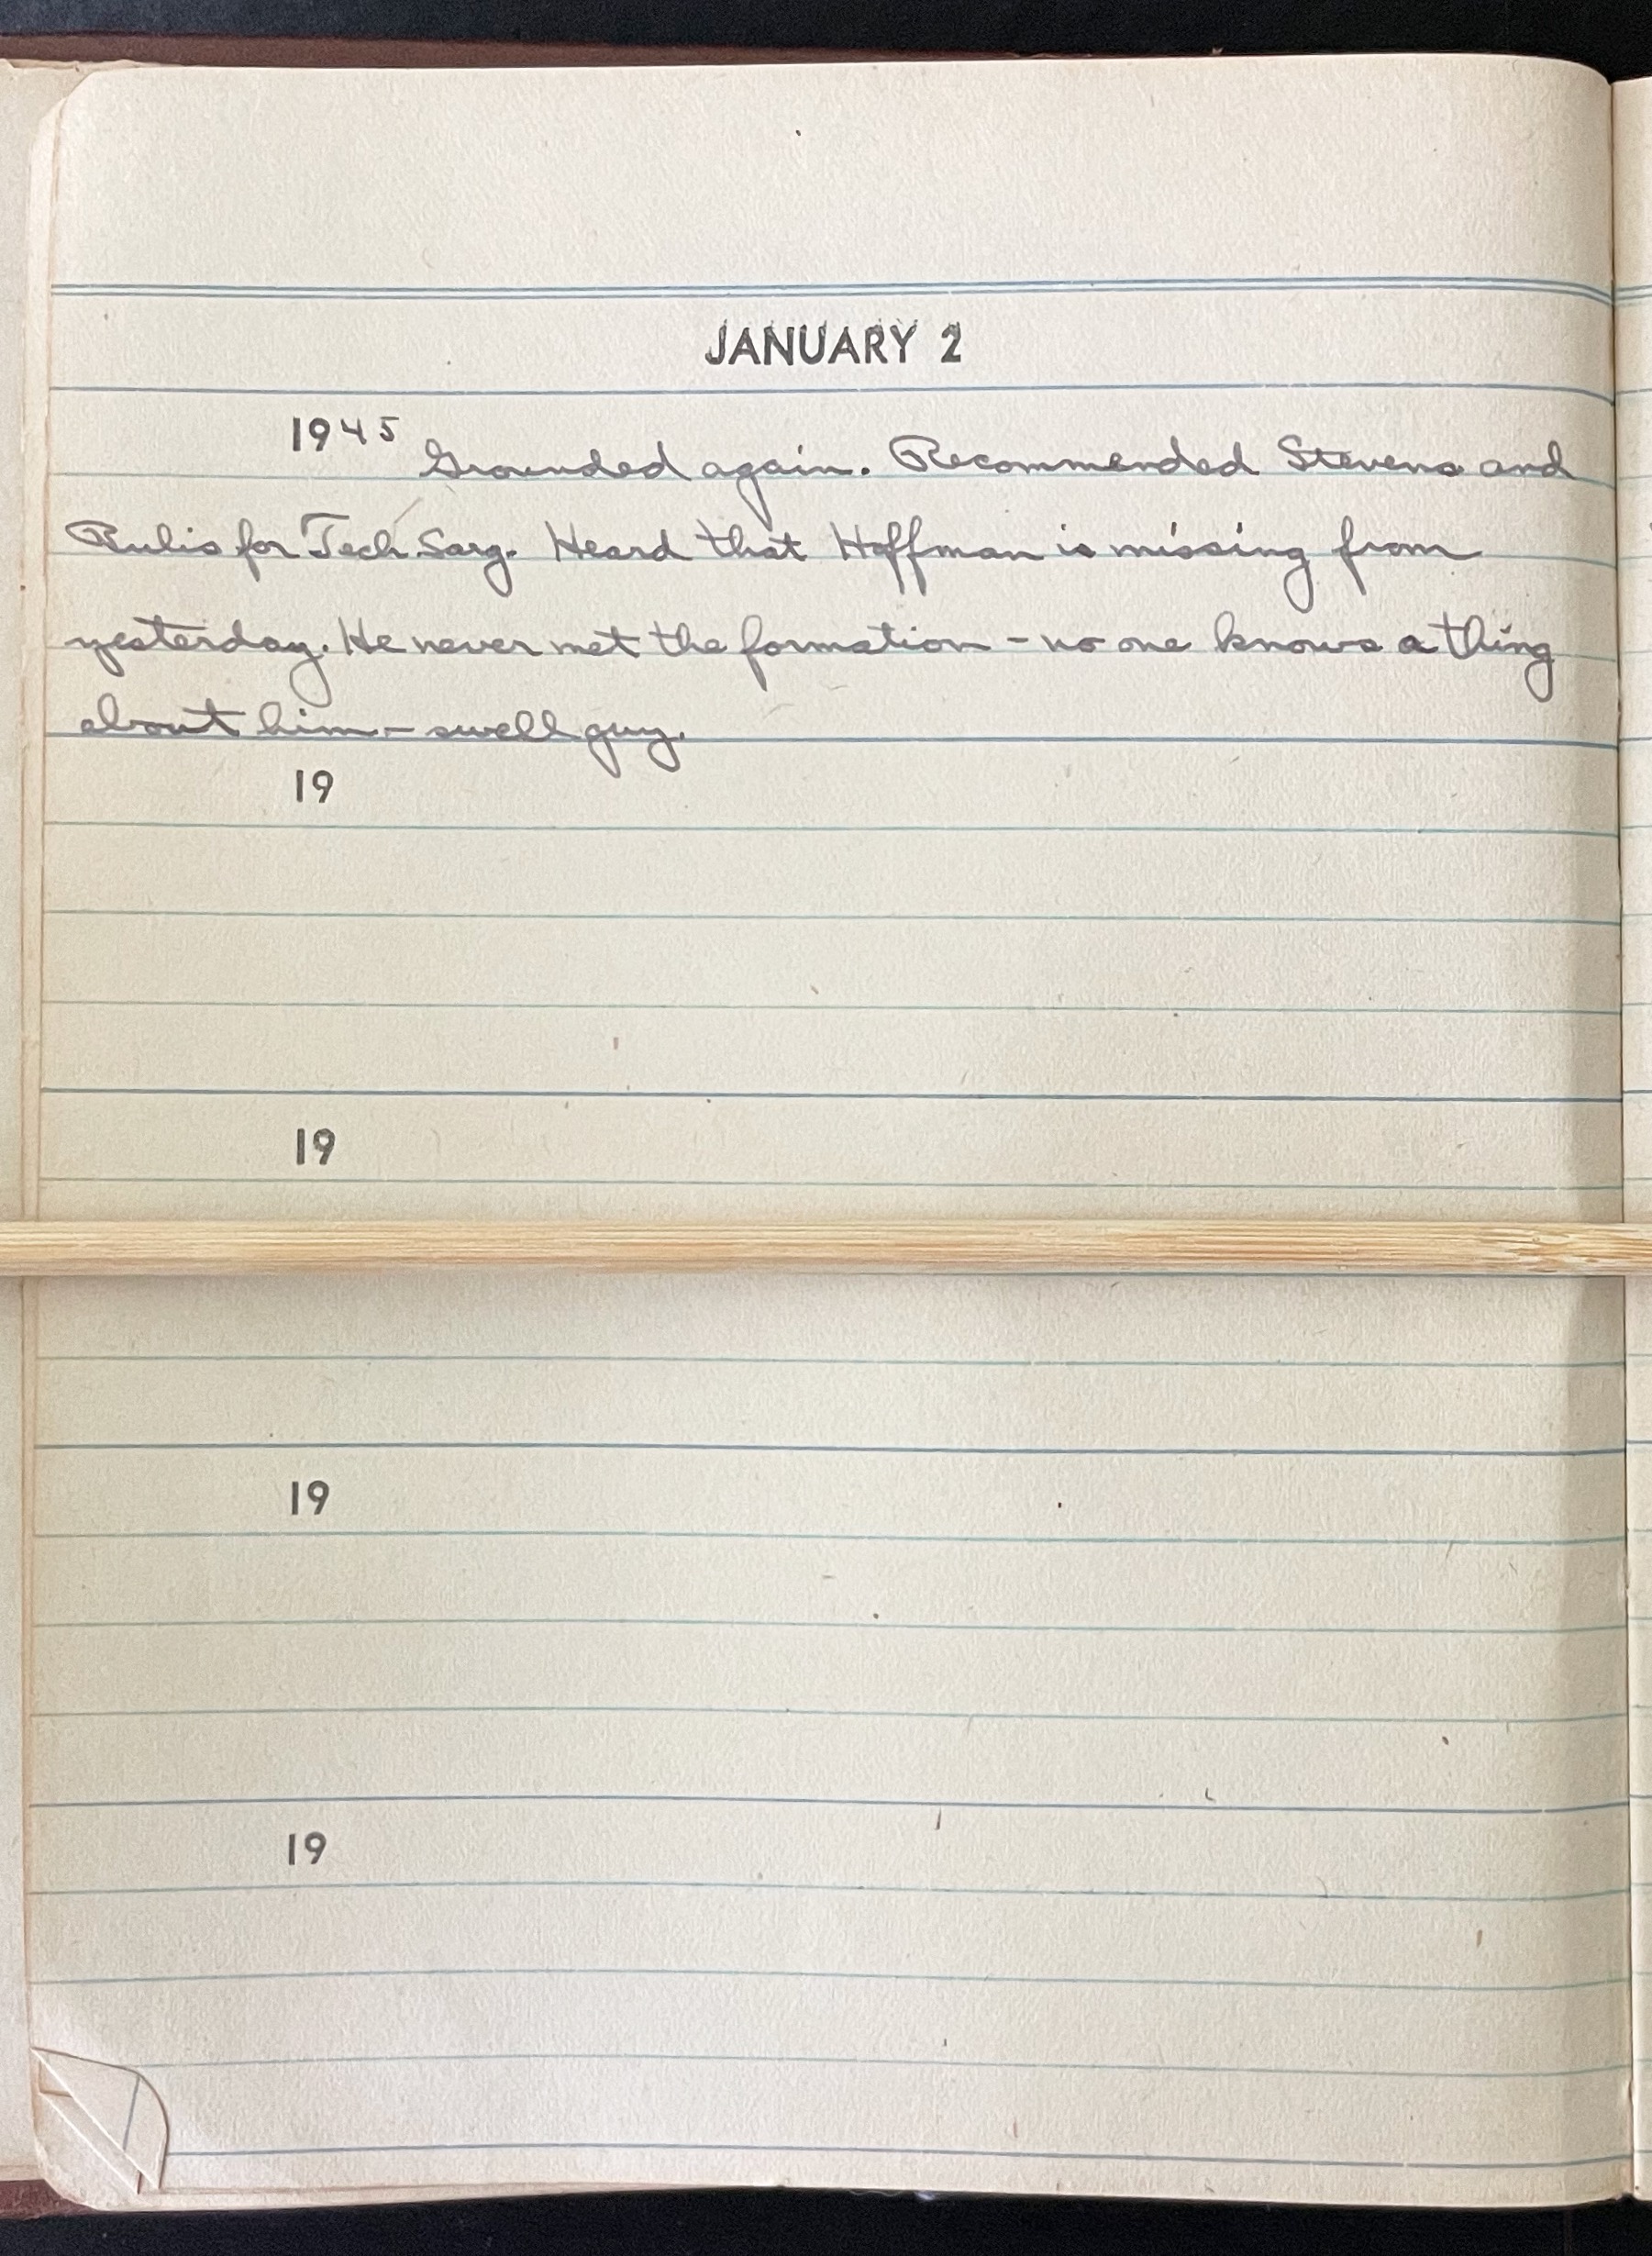 JANUARY 2
1945 Grounded again. Recommended Stevens and
Rulis for Tech Sarg. Heard that Hoffman is missing from
yesterday. He never met the formation - no one knows a thing
about him - swell guy.
19
19
19
19